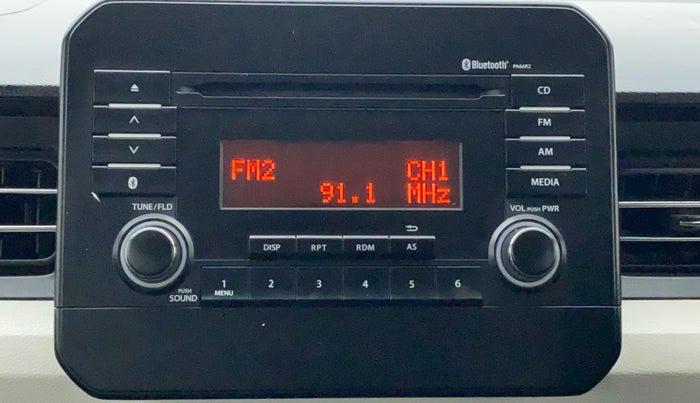 Bluetooth® PA66R2
CD
FM
AM
MEDIA
FM2 CH1
91.1 MHz
TUNE/FLD
VOL PUSH PWR
DISP RPT RDM AS
PUSH
SOUND
1 2 3 4 5 6
MENU